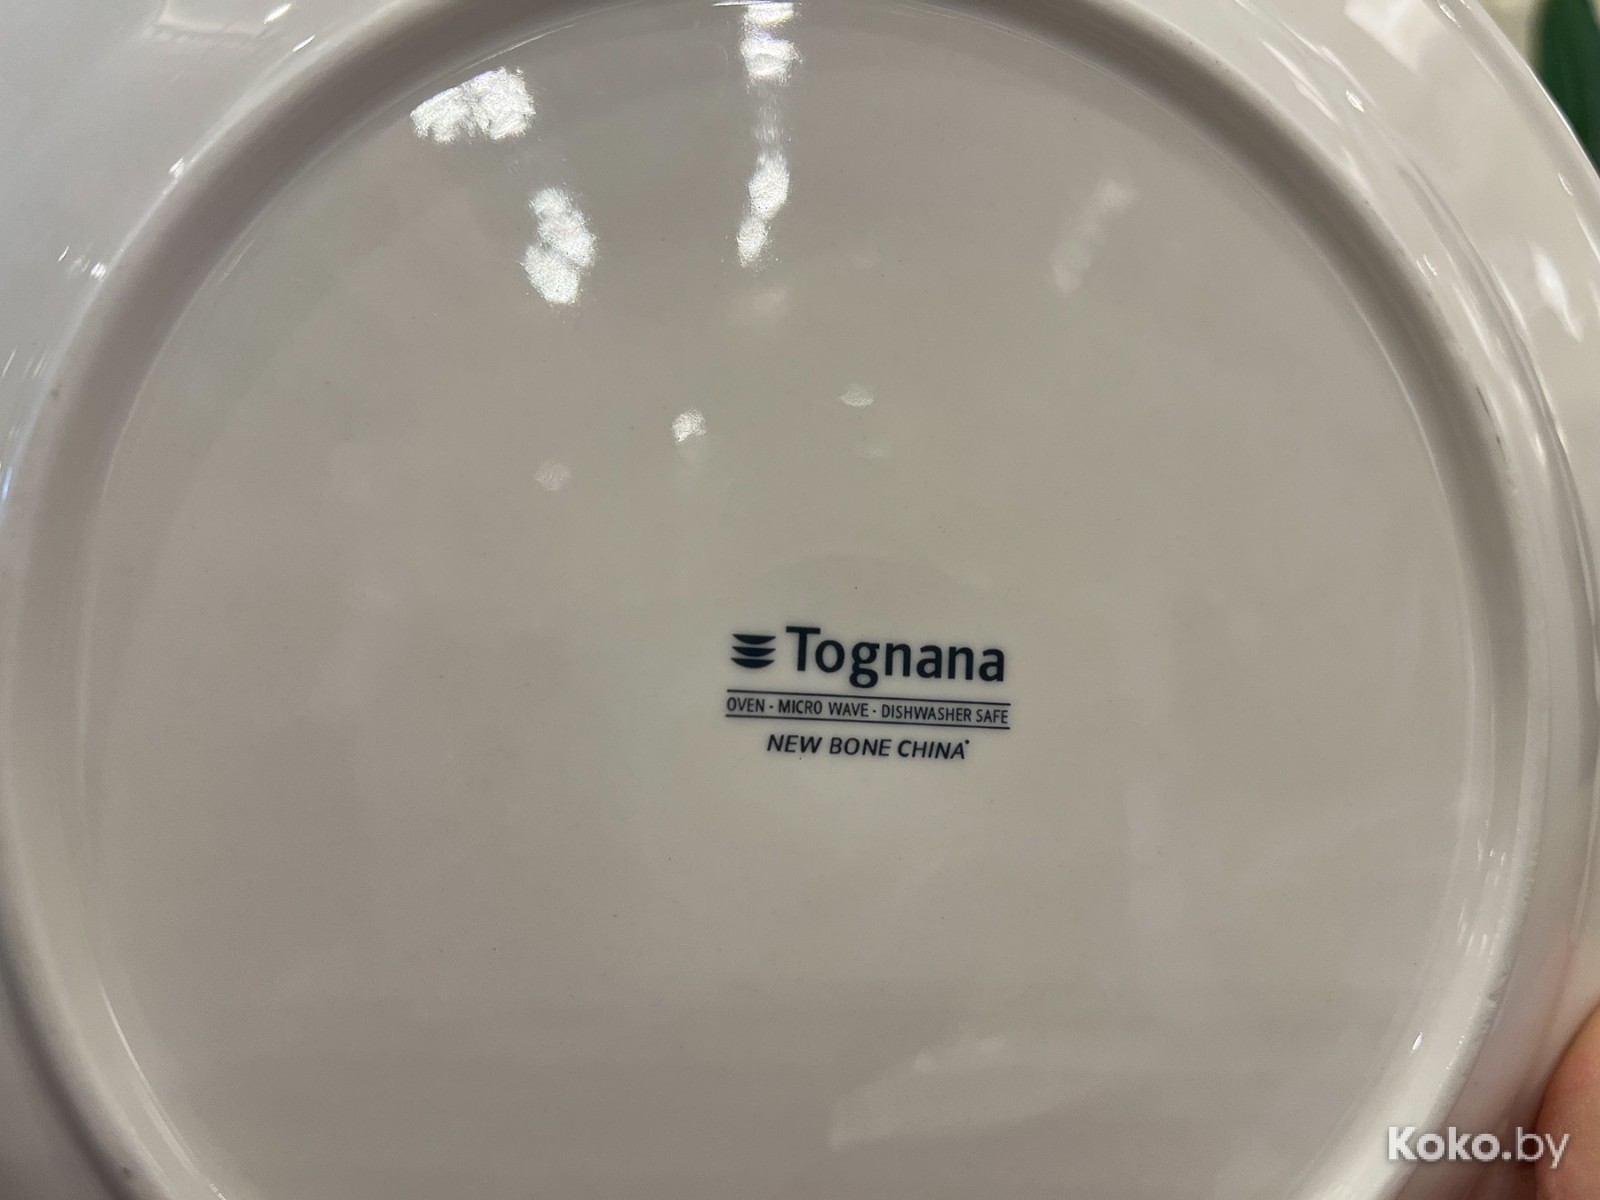 Tognana
OVEN - MICRO WAVE - DISHWASHER SAFE
NEW BONE CHINA*
Koko.by